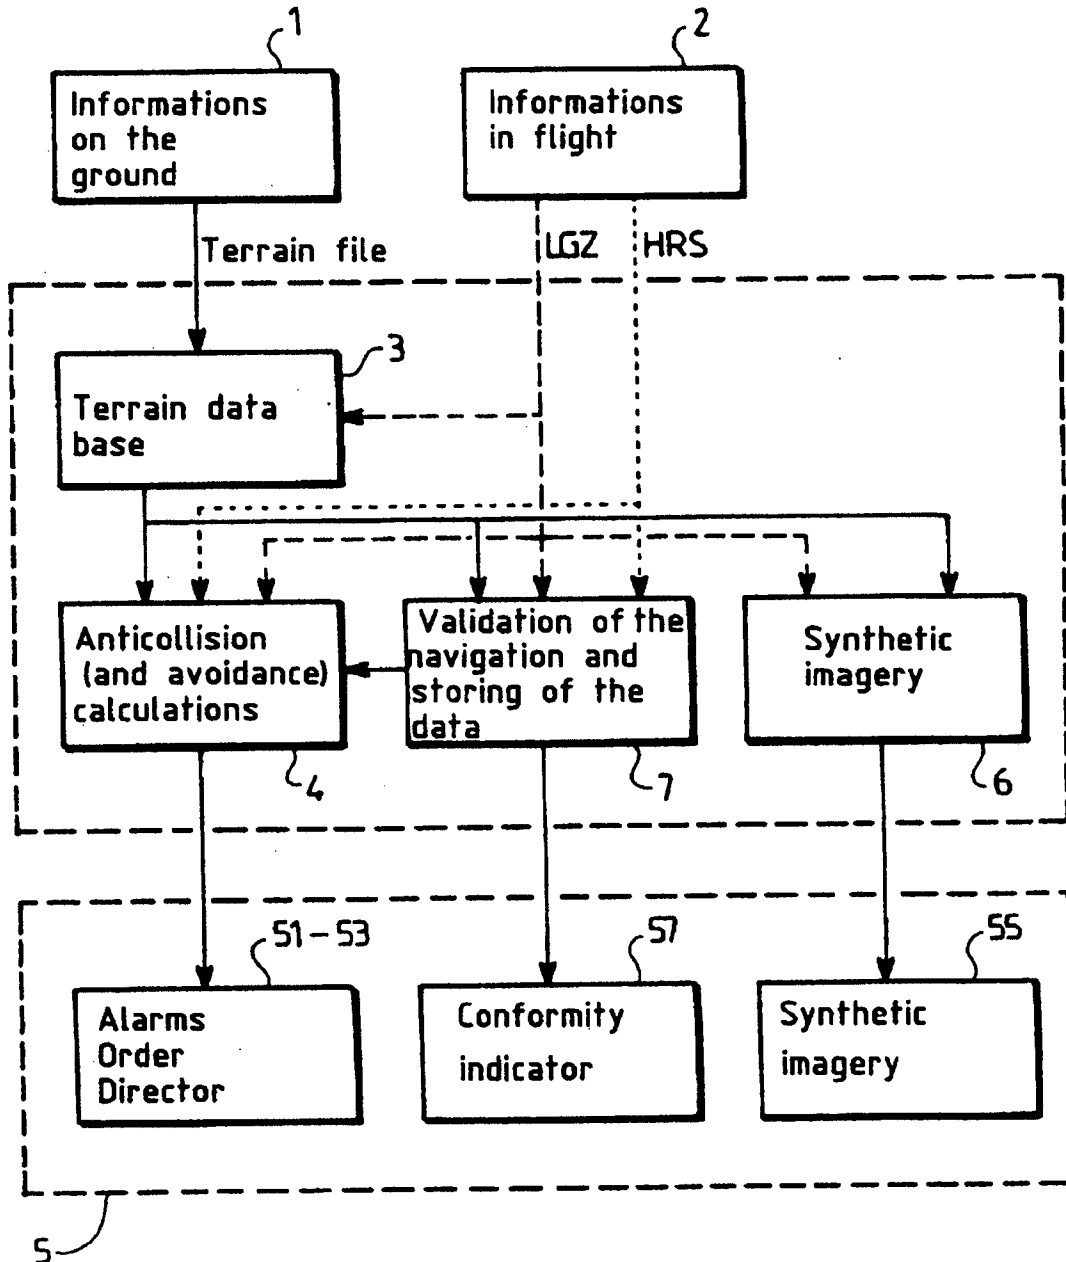 1
2
Informations
on the
ground
Informations
in flight
Terrain file
LGZ
HRS
3
Terrain data
base
Anticollision
(and avoidance)
calculations
Validation of the
navigation and
storing of the
data
Synthetic
imagery
4
7
6
51-53
57
55
Alarms
Order
Director
Conformity
indicator
Synthetic
imagery
5